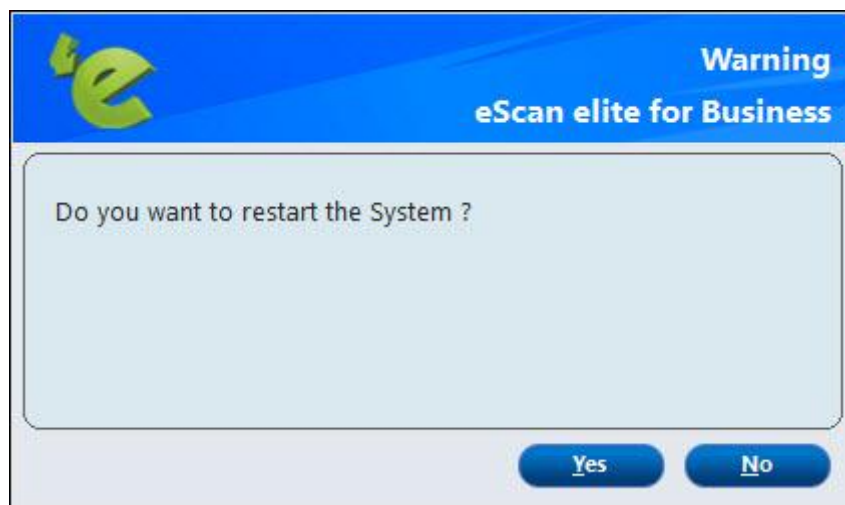 Warning
eScan elite for Business
Do you want to restart the System ?
Yes
No